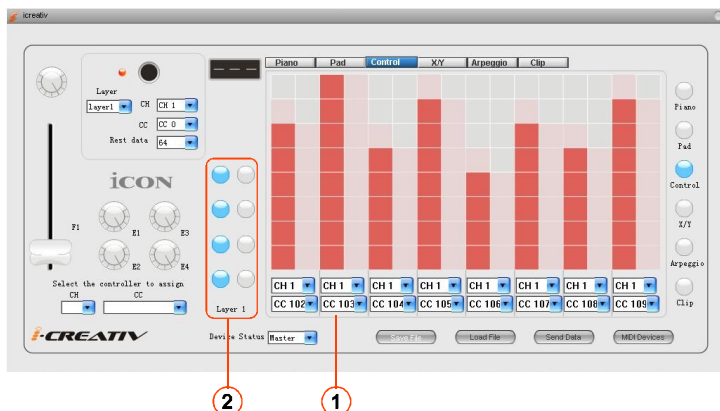 icreativ
Piano Pad Control X/Y Arpeggio Clip
Layer
layer1 CH CH 1
CC CC 0
Rest data 64
iCON
F1
E1 E3
E2 E4
Select the controller to assign
CH CC
i-CREATIV
Layer 1
CH 1 CH 1 CH 1 CH 1 CH 1 CH 1 CH 1 CH 1
CC 102 CC 103 CC 104 CC 105 CC 106 CC 107 CC 108 CC 109
Device Status Master
Save File Load File Send Data MIDI Devices
Piano
Pad
Control
X/Y
Arpeggio
Clip
2 1